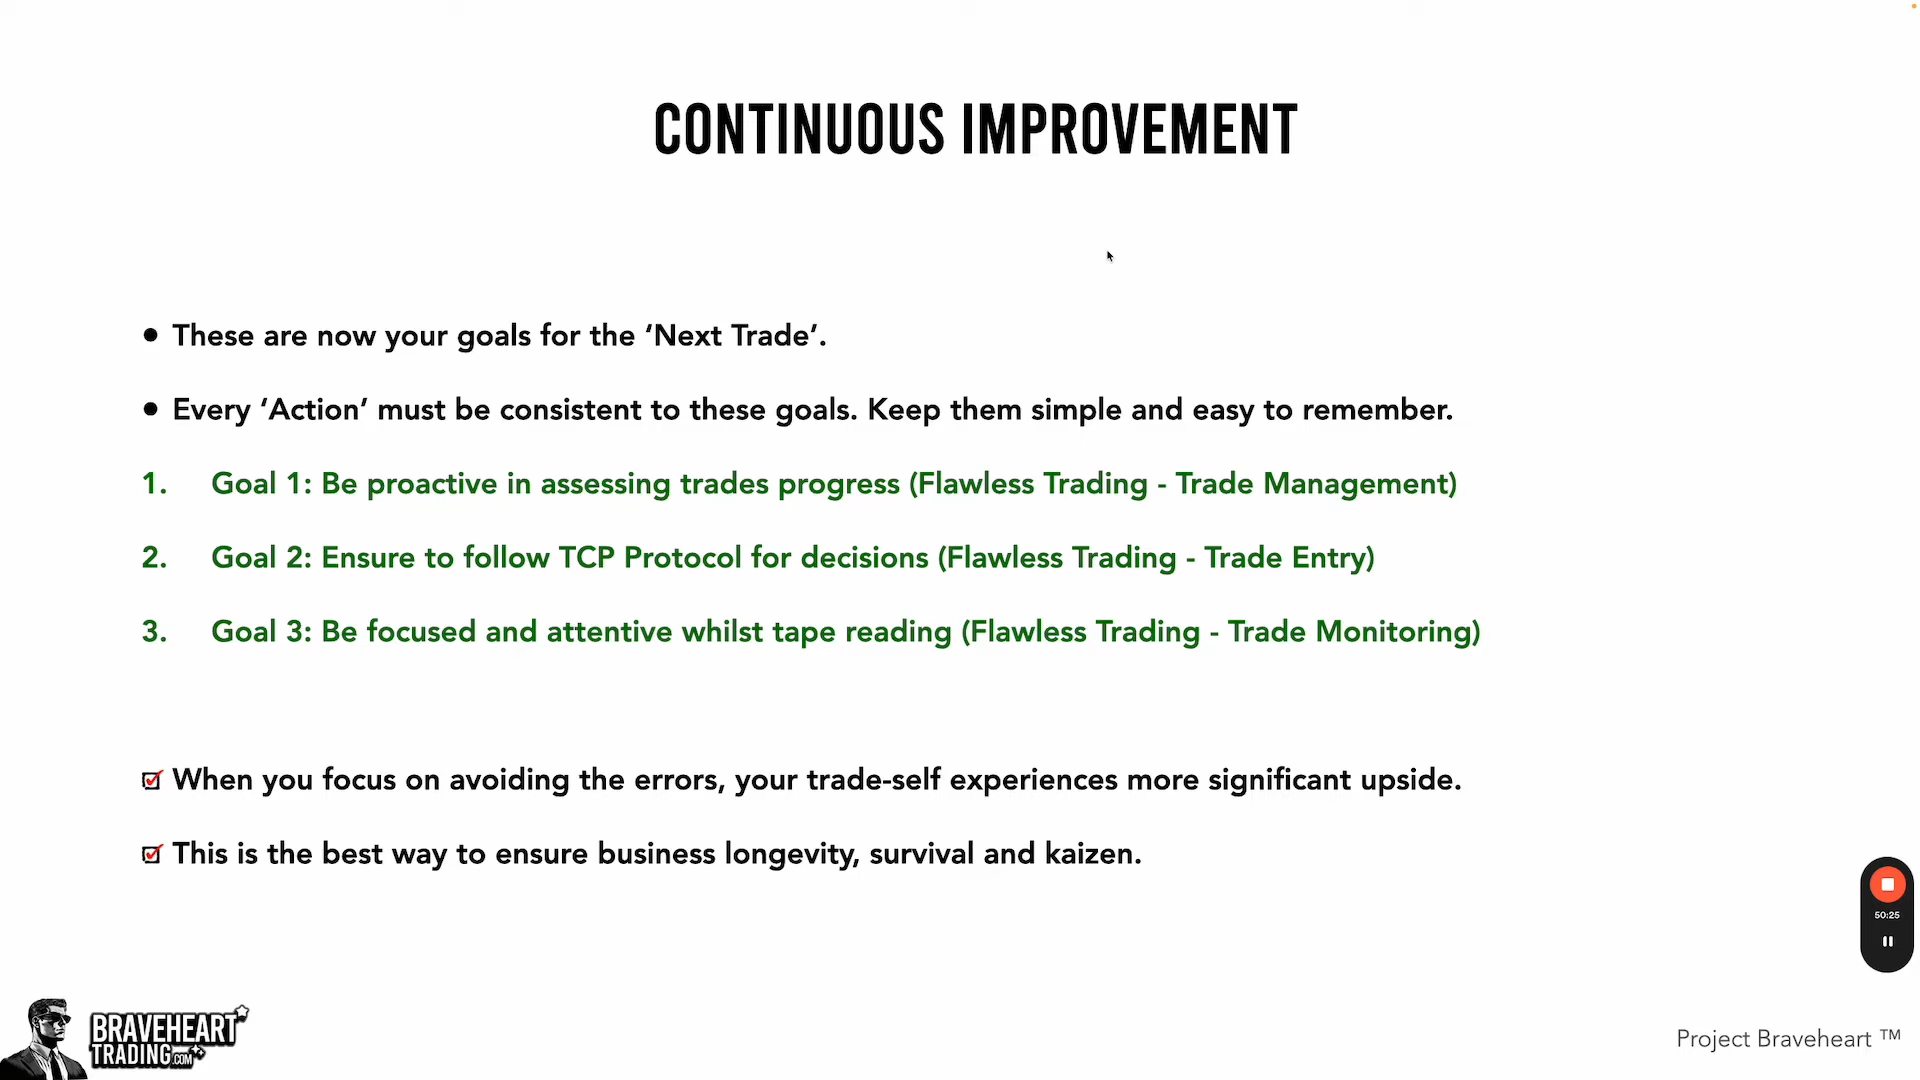 CONTINUOUS IMPROVEMENT
• These are now your goals for the ‘Next Trade’.
• Every ‘Action’ must be consistent to these goals. Keep them simple and easy to remember.
1. Goal 1: Be proactive in assessing trades progress (Flawless Trading - Trade Management)
2. Goal 2: Ensure to follow TCP Protocol for decisions (Flawless Trading - Trade Entry)
3. Goal 3: Be focused and attentive whilst tape reading (Flawless Trading - Trade Monitoring)
When you focus on avoiding the errors, your trade-self experiences more significant upside.
This is the best way to ensure business longevity, survival and kaizen.
50:25
BRAVEHEART
TRADING.COM
Project Braveheart ™